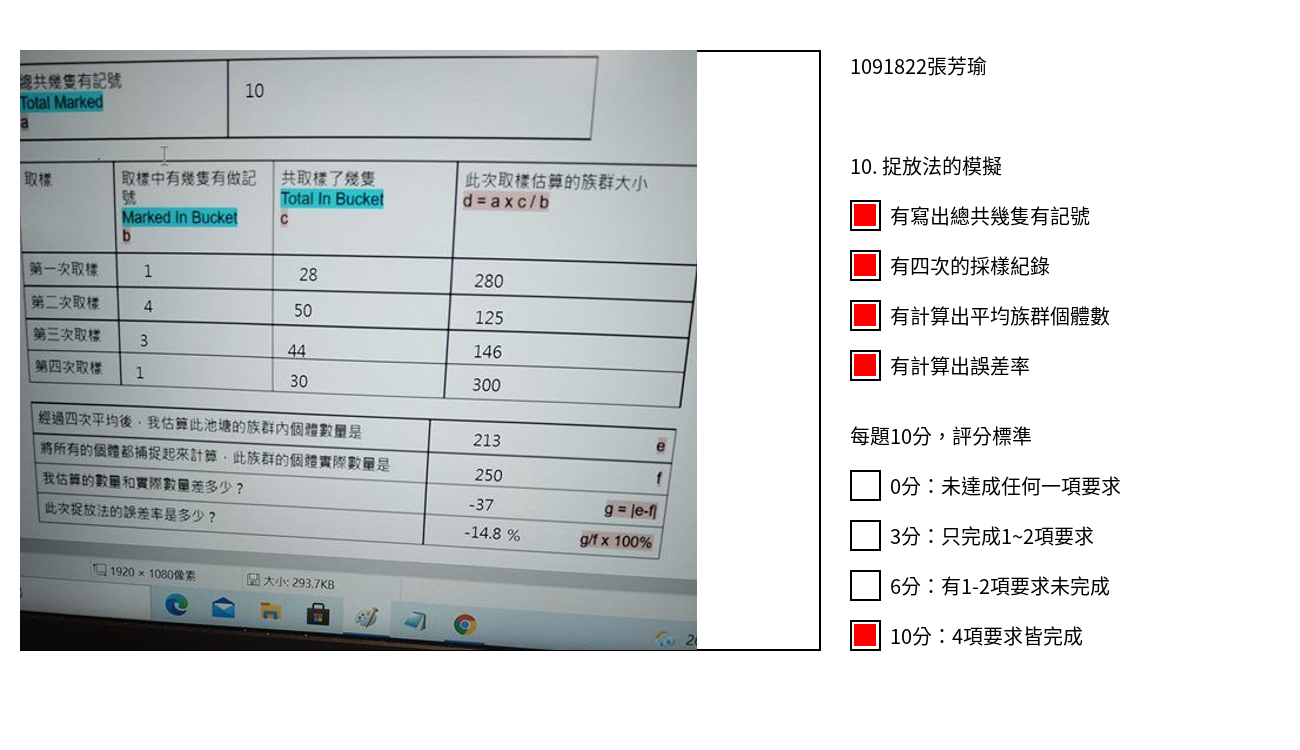 總共幾隻有記號
Total Marked
a
10
取樣
取樣中有幾隻有做記
號
Marked In Bucket
b
共取樣了幾隻
Total In Bucket
c
此次取樣估算的族群大小
d = a x c / b
第一次取樣 1 28 280
第二次取樣 4 50 125
第三次取樣 3 44 146
第四次取樣 1 30 300
經過四次平均後，我估算此池塘的族群內個體數量是 213 e
將所有的個體都捕捉起來計算，此族群的個體實際數量是 250 f
我估算的數量和實際數量差多少？ -37 g = |e-f|
此次捉放法的誤差率是多少？ -14.8 % g/f x 100%
1920 × 1080像素 大小: 293.7KB
1091822張芳瑜
10. 捉放法的模擬
有寫出總共幾隻有記號
有四次的採樣紀錄
有計算出平均族群個體數
有計算出誤差率
每題10分，評分標準
0分：未達成任何一項要求
3分：只完成1~2項要求
6分：有1-2項要求未完成
10分：4項要求皆完成